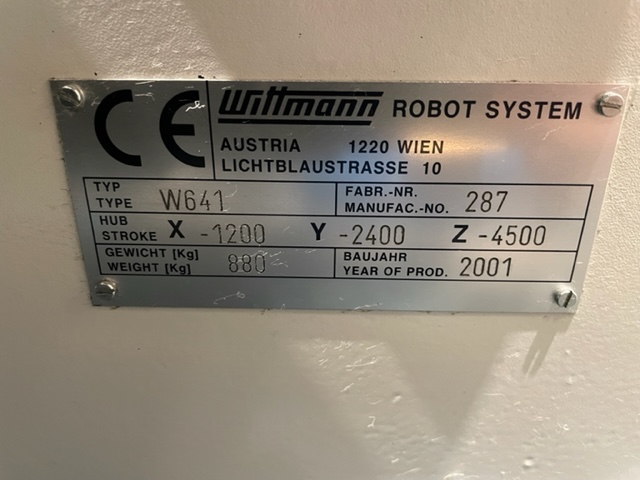 CE Wittmann ROBOT SYSTEM
AUSTRIA 1220 WIEN
LICHTBLAUSTRASSE 10
TYP FABR.-NR.
TYPE W641 MANUFAC.-NO. 287
HUB
STROKE X -1200 Y -2400 Z -4500
GEWICHT [Kg] BAUJAHR
WEIGHT [Kg] 880 YEAR OF PROD. 2001